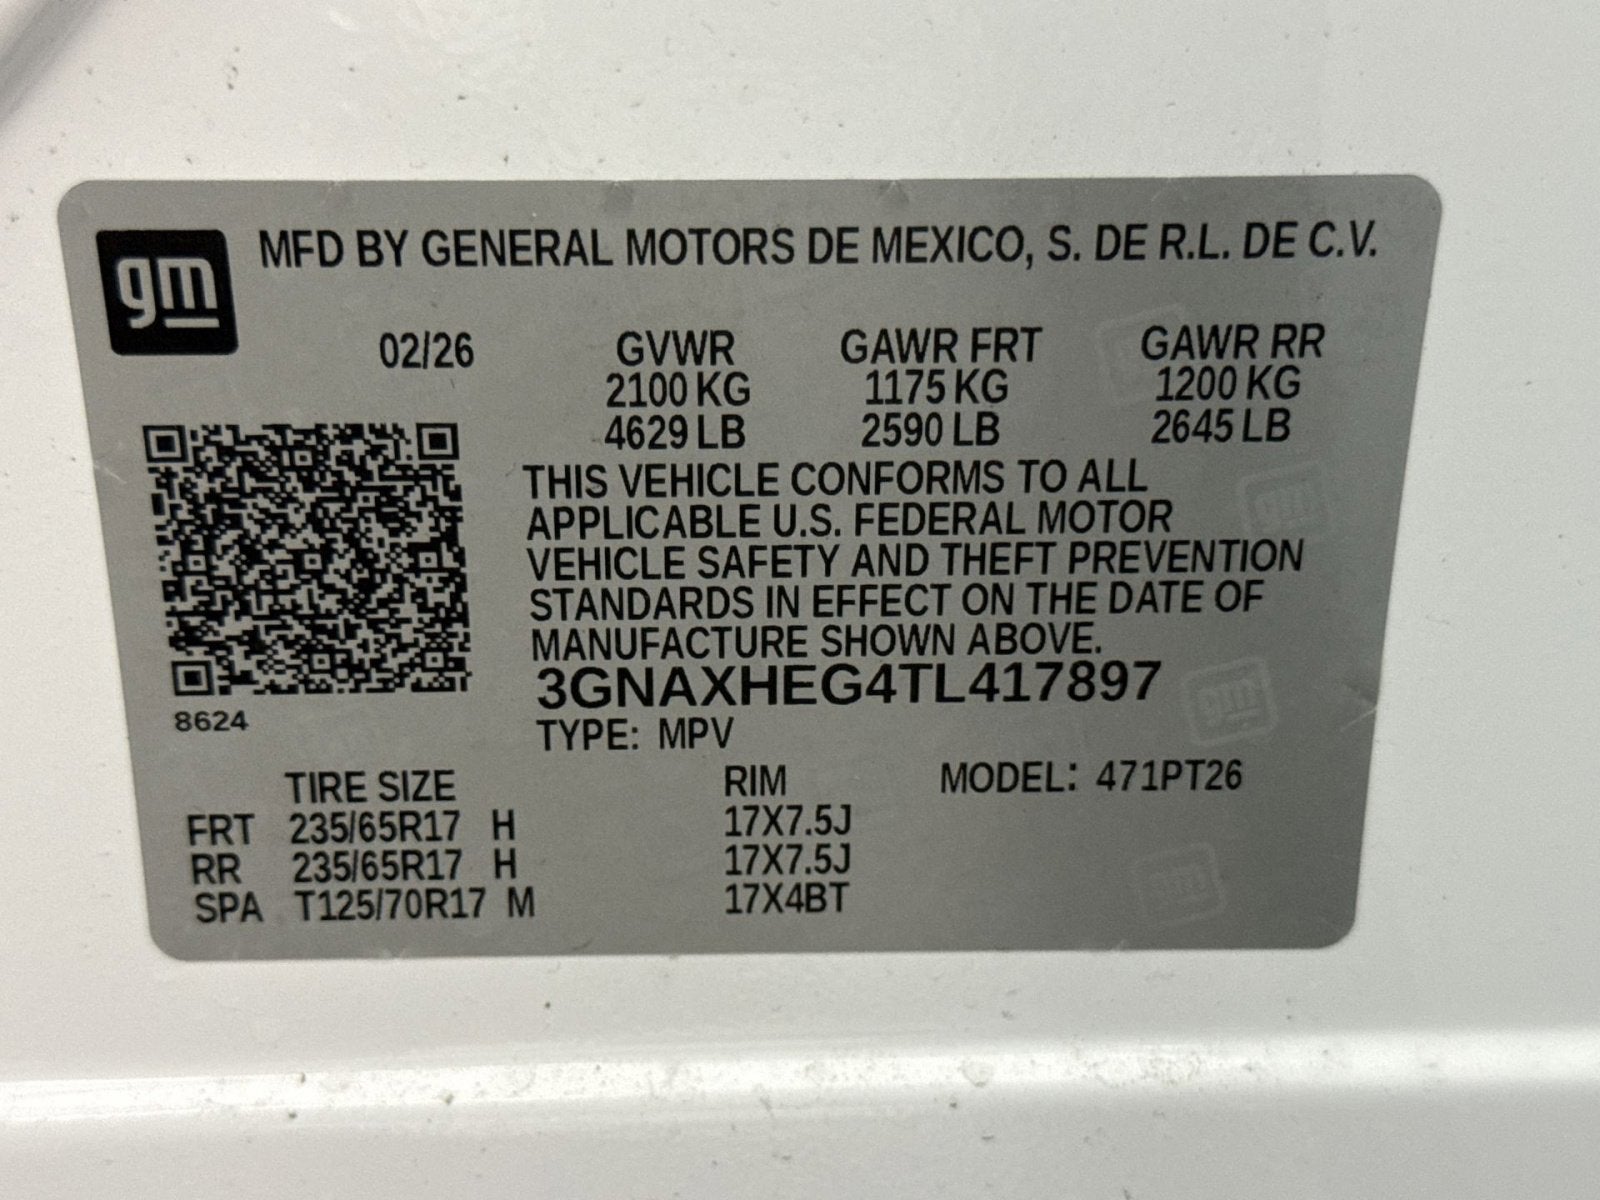 gm
MFD BY GENERAL MOTORS DE MEXICO, S. DE R.L. DE C.V.
02/26 GVWR GAWR FRT GAWR RR
2100 KG 1175 KG 1200 KG
4629 LB 2590 LB 2645 LB
THIS VEHICLE CONFORMS TO ALL
APPLICABLE U.S. FEDERAL MOTOR
VEHICLE SAFETY AND THEFT PREVENTION
STANDARDS IN EFFECT ON THE DATE OF
MANUFACTURE SHOWN ABOVE.
3GNAXHEG4TL417897
8624
TYPE: MPV
TIRE SIZE RIM MODEL: 471PT26
FRT 235/65R17 H 17X7.5J
RR 235/65R17 H 17X7.5J
SPA T125/70R17 M 17X4BT